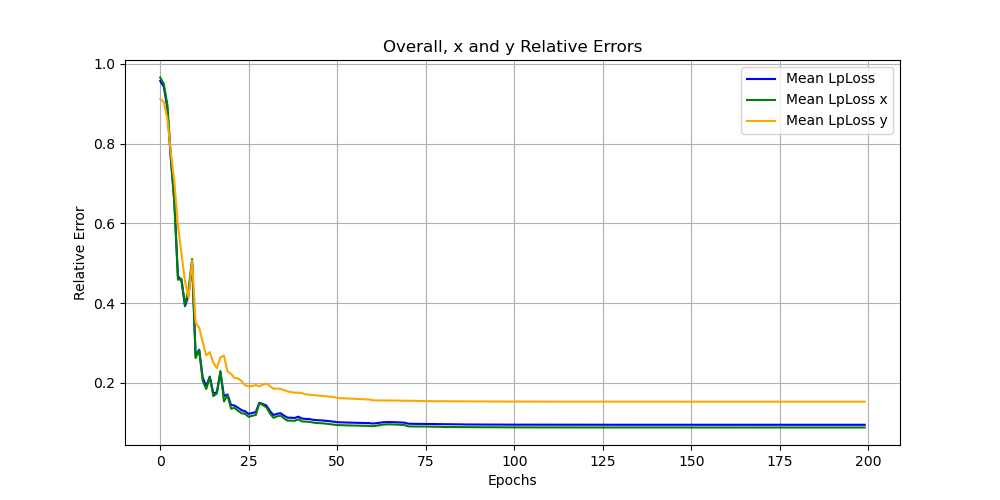 Overall, x and y Relative Errors
Mean LpLoss
Mean LpLoss x
Mean LpLoss y
Relative Error
1.0
0.8
0.6
0.4
0.2
0 25 50 75 100 125 150 175 200
Epochs